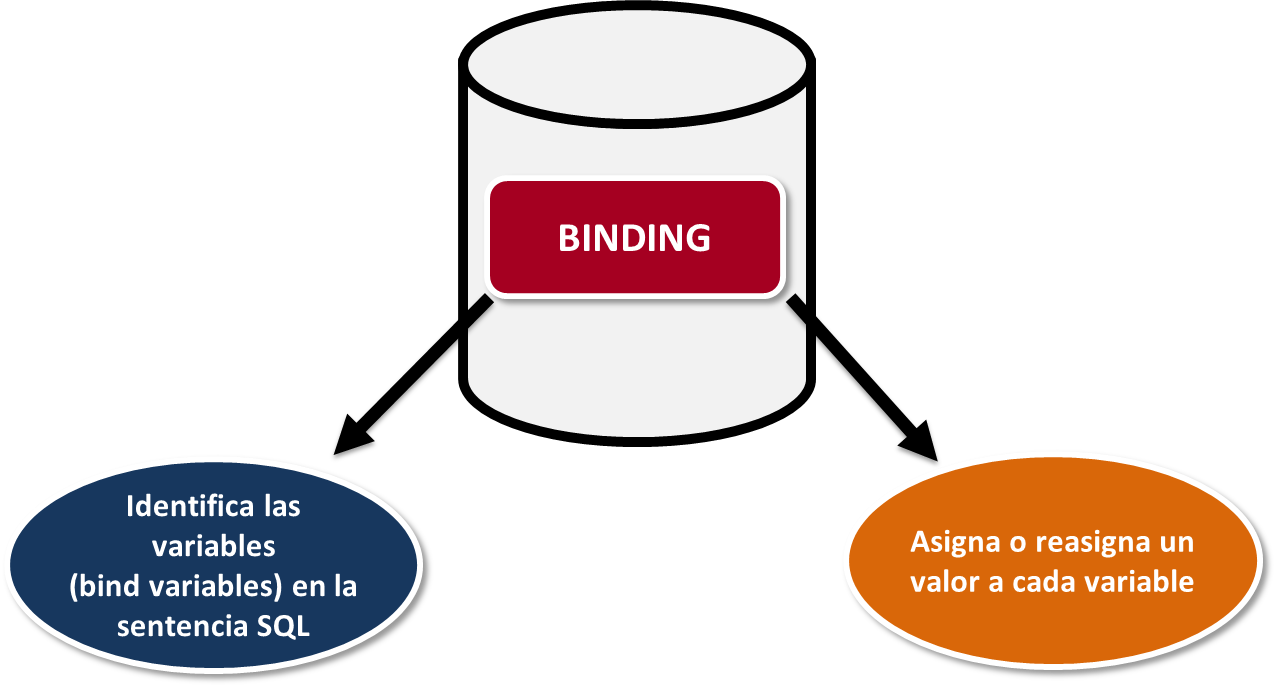 BINDING
Identifica las
variables
(bind variables) en la
sentencia SQL
Asigna o reasigna un
valor a cada variable